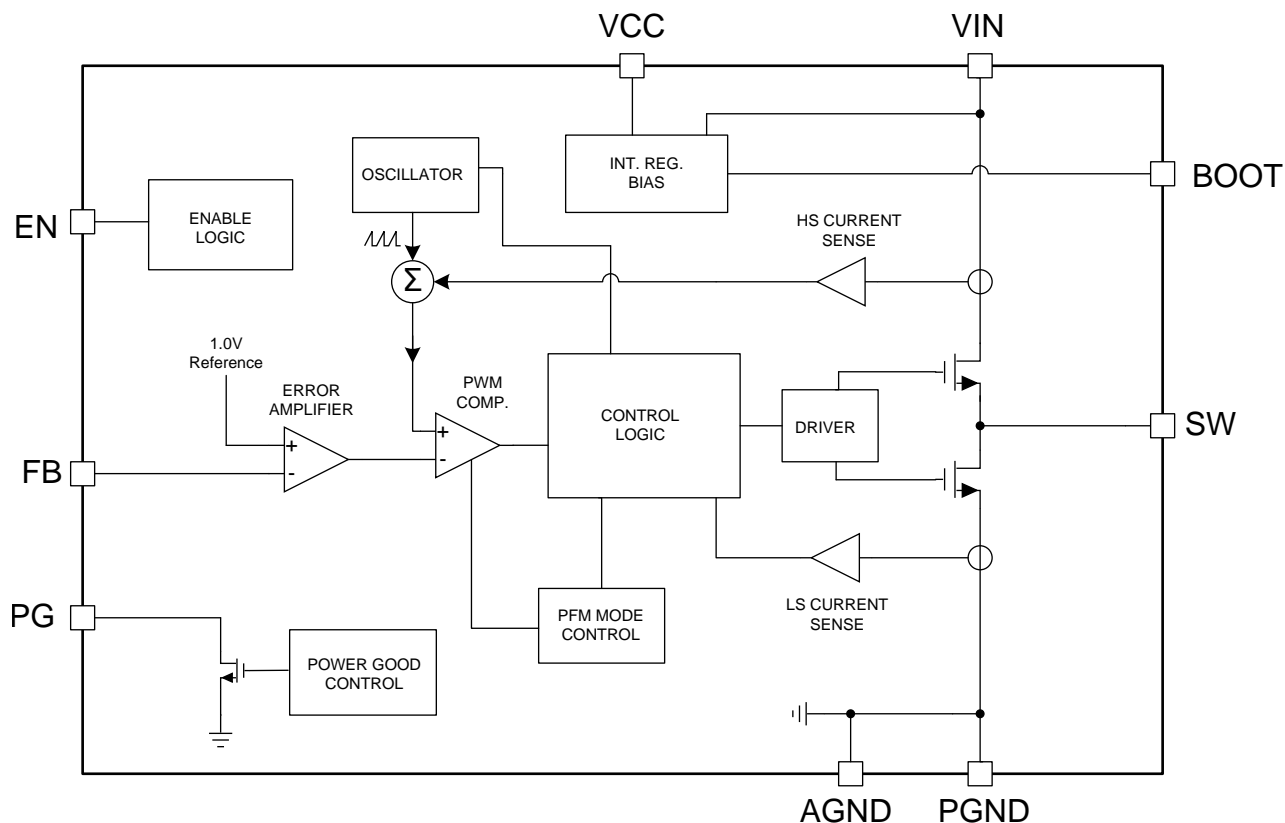 VCC
VIN
BOOT
OSCILLATOR
INT. REG.
BIAS
EN
ENABLE
LOGIC
HS CURRENT
SENSE
Σ
1.0V
Reference
ERROR
AMPLIFIER
PWM
COMP.
CONTROL
LOGIC
DRIVER
SW
+
-
+
-
FB
PG
POWER GOOD
CONTROL
PFM MODE
CONTROL
LS CURRENT
SENSE
AGND
PGND